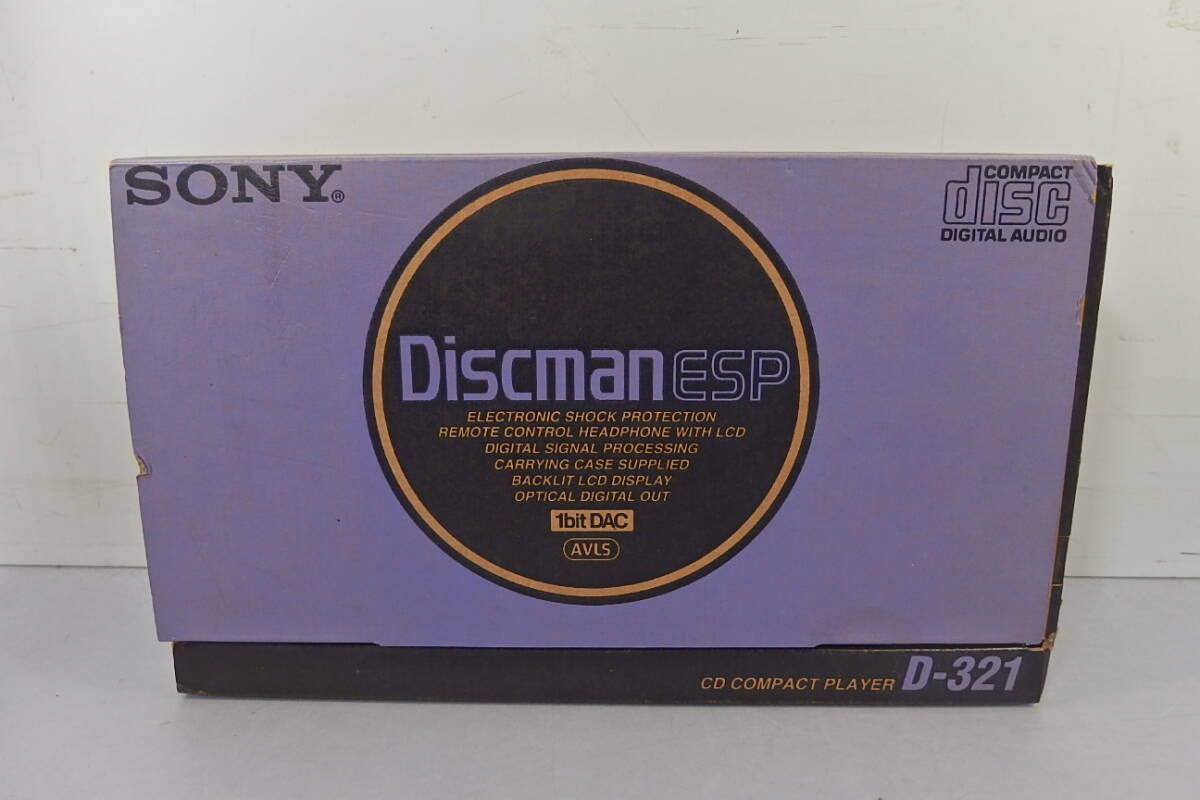 SONY®
COMPACT
disc
DIGITAL AUDIO
Discman ESP
ELECTRONIC SHOCK PROTECTION
REMOTE CONTROL HEADPHONE WITH LCD
DIGITAL SIGNAL PROCESSING
CARRYING CASE SUPPLIED
BACKLIT LCD DISPLAY
OPTICAL DIGITAL OUT
1bit DAC
AVLS
CD COMPACT PLAYER D-321